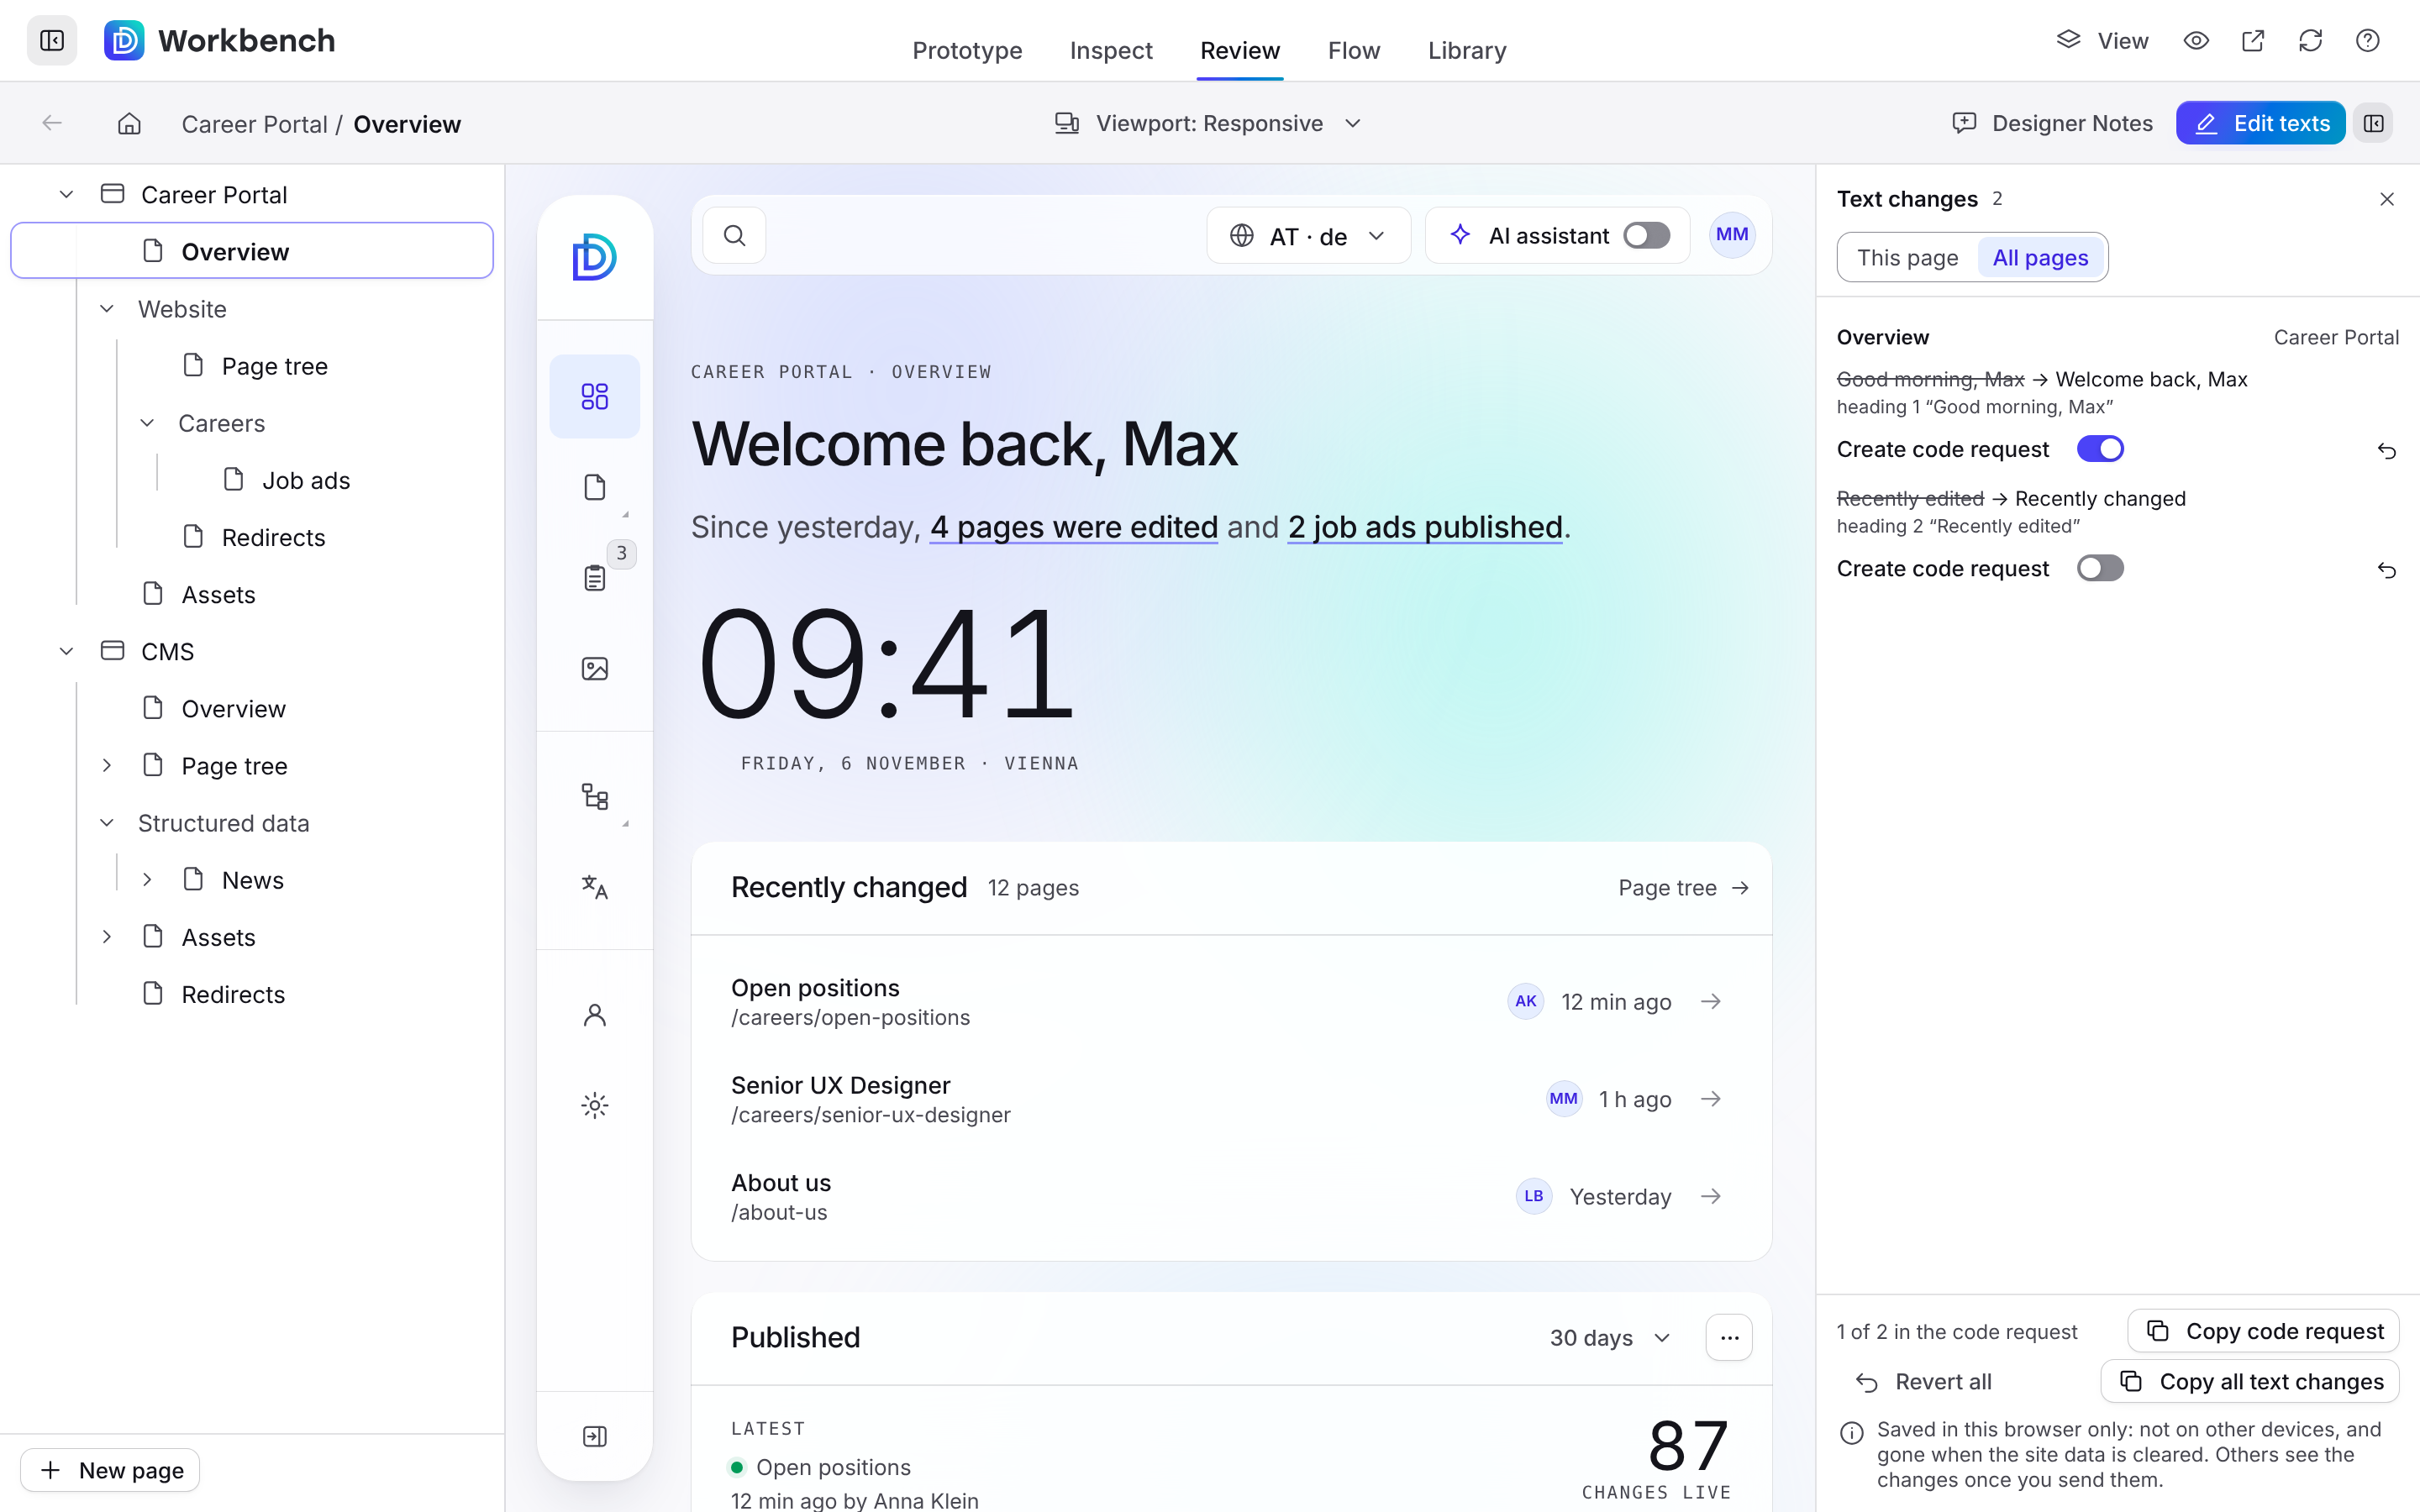 Workbench
Prototype
Inspect
Review
Flow
Library
View
Career Portal / Overview
Viewport: Responsive
Designer Notes
Edit texts
Career Portal
Overview
Website
Page tree
Careers
Job ads
Redirects
Assets
CMS
Overview
Page tree
Structured data
News
Assets
Redirects
New page
AT · de
AI assistant
MM
3
CAREER PORTAL · OVERVIEW
Welcome back, Max
Since yesterday, 4 pages were edited and 2 job ads published.
09:41
FRIDAY, 6 NOVEMBER · VIENNA
Recently changed 12 pages
Page tree →
Open positions
/careers/open-positions
AK 12 min ago
Senior UX Designer
/careers/senior-ux-designer
MM 1 h ago
About us
/about-us
LB Yesterday
Published
30 days
LATEST
Open positions
12 min ago by Anna Klein
87
CHANGES LIVE
Text changes 2
This page
All pages
Overview
Career Portal
Good morning, Max → Welcome back, Max
heading 1 “Good morning, Max”
Create code request
Recently edited → Recently changed
heading 2 “Recently edited”
Create code request
1 of 2 in the code request
Copy code request
Revert all
Copy all text changes
Saved in this browser only: not on other devices, and
gone when the site data is cleared. Others see the
changes once you send them.